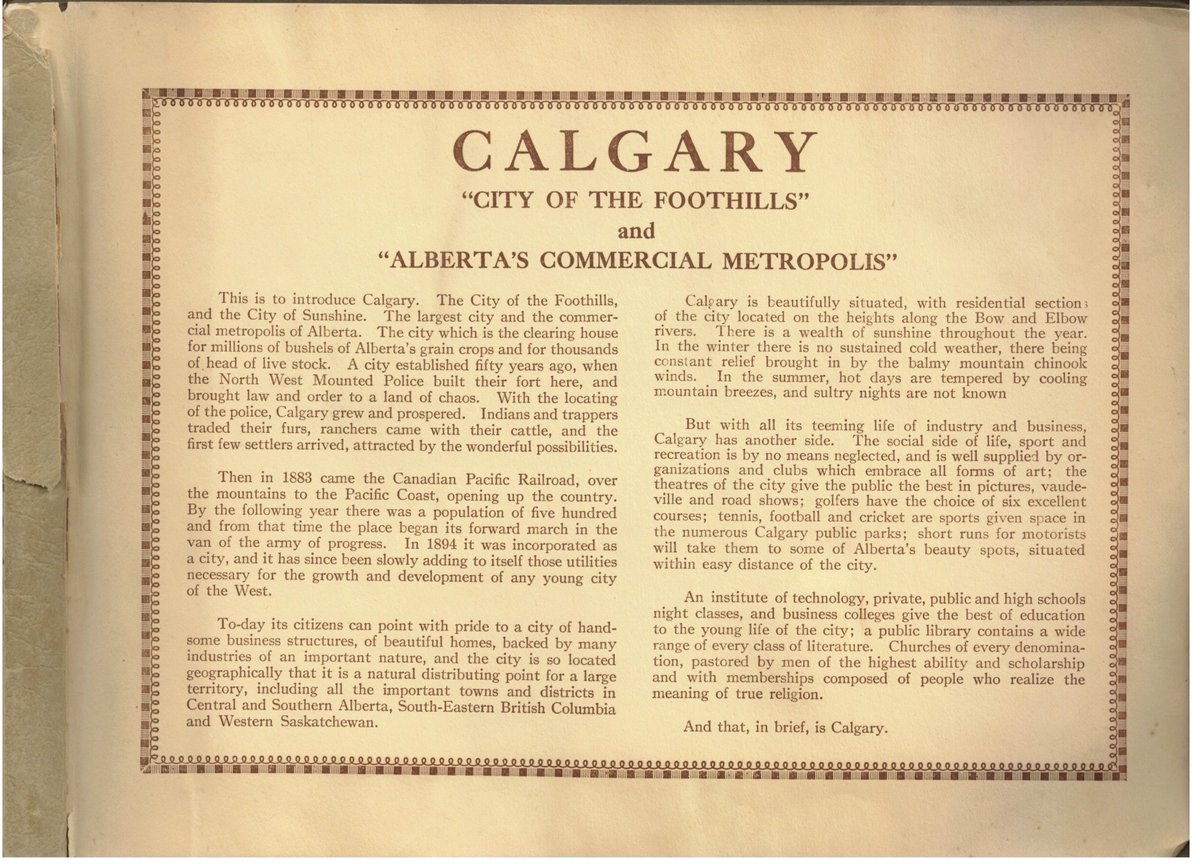 CALGARY
“CITY OF THE FOOTHILLS”
and
“ALBERTA’S COMMERCIAL METROPOLIS”
This is to introduce Calgary. The City of the Foothills,
and the City of Sunshine. The largest city and the commer-
cial metropolis of Alberta. The city which is the clearing house
for millions of bushels of Alberta’s grain crops and for thousands
of head of live stock. A city established fifty years ago, when
the North West Mounted Police built their fort here, and
brought law and order to a land of chaos. With the locating
of the police, Calgary grew and prospered. Indians and trappers
traded their furs, ranchers came with their cattle, and the
first few settlers arrived, attracted by the wonderful possibilities.
Then in 1883 came the Canadian Pacific Railroad, over
the mountains to the Pacific Coast, opening up the country.
By the following year there was a population of five hundred
and from that time the place began its forward march in the
van of the army of progress. In 1894 it was incorporated as
a city, and it has since been slowly adding to itself those utilities
necessary for the growth and development of any young city
of the West.
To-day its citizens can point with pride to a city of hand-
some business structures, of beautiful homes, backed by many
industries of an important nature, and the city is so located
geographically that it is a natural distributing point for a large
territory, including all the important towns and districts in
Central and Southern Alberta, South-Eastern British Columbia
and Western Saskatchewan.
Calgary is beautifully situated, with residential sections
of the city located on the heights along the Bow and Elbow
rivers. There is a wealth of sunshine throughout the year.
In the winter there is no sustained cold weather, there being
constant relief brought in by the balmy mountain chinook
winds. In the summer, hot days are tempered by cooling
mountain breezes, and sultry nights are not known
But with all its teeming life of industry and business,
Calgary has another side. The social side of life, sport and
recreation is by no means neglected, and is well supplied by or-
ganizations and clubs which embrace all forms of art; the
theatres of the city give the public the best in pictures, vaude-
ville and road shows; golfers have the choice of six excellent
courses; tennis, football and cricket are sports given space in
the numerous Calgary public parks; short runs for motorists
will take them to some of Alberta’s beauty spots, situated
within easy distance of the city.
An institute of technology, private, public and high schools
night classes, and business colleges give the best of education
to the young life of the city; a public library contains a wide
range of every class of literature. Churches of every denomina-
tion, pastored by men of the highest ability and scholarship
and with memberships composed of people who realize the
meaning of true religion.
And that, in brief, is Calgary.